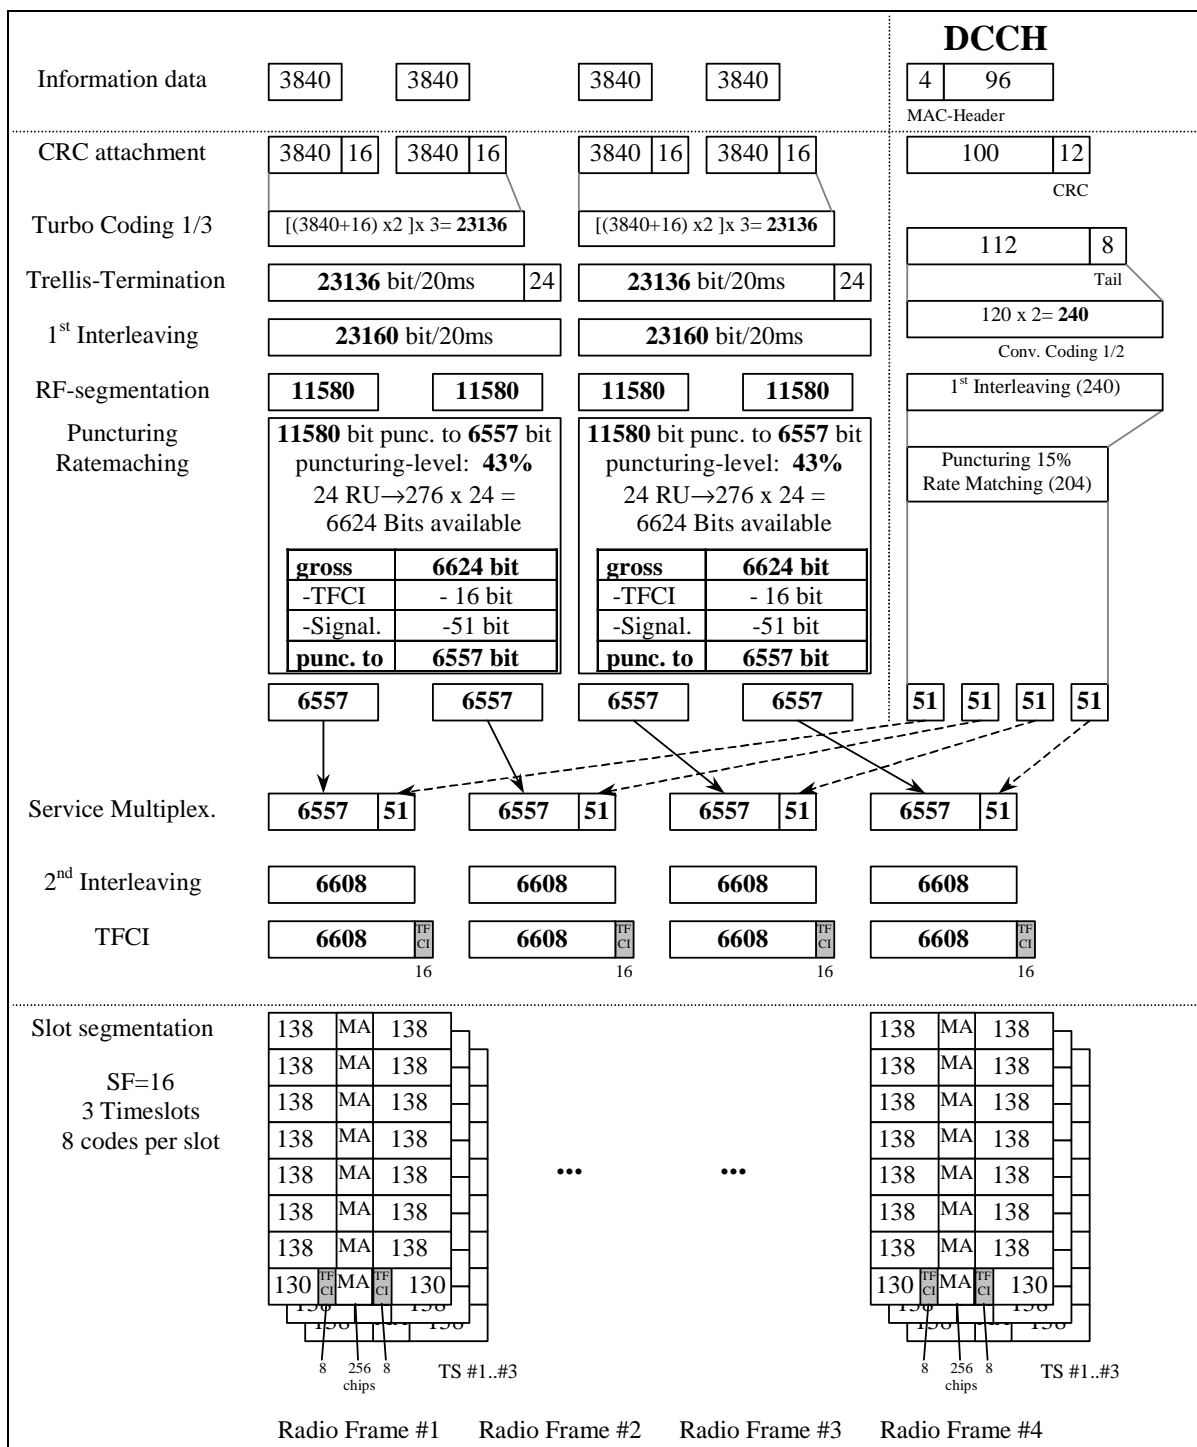 DCCH
Information data 3840 3840 3840 3840 4 96
MAC-Header
CRC attachment 3840 16 3840 16 3840 16 3840 16 100 12
CRC
Turbo Coding 1/3 [(3840+16) x2 ]x 3= 23136 [(3840+16) x2 ]x 3= 23136
112 8
Tail
Trellis-Termination 23136 bit/20ms 24 23136 bit/20ms 24
120 x 2= 240
Conv. Coding 1/2
1st Interleaving 23160 bit/20ms 23160 bit/20ms
RF-segmentation 11580 11580 11580 11580 1st Interleaving (240)
Puncturing
Ratemaching
11580 bit punc. to 6557 bit
puncturing-level: 43%
24 RU→276 x 24 =
6624 Bits available
gross 6624 bit
-TFCI - 16 bit
-Signal. -51 bit
punc. to 6557 bit
11580 bit punc. to 6557 bit
puncturing-level: 43%
24 RU→276 x 24 =
6624 Bits available
gross 6624 bit
-TFCI - 16 bit
-Signal. -51 bit
punc. to 6557 bit
Puncturing 15%
Rate Matching (204)
6557 6557 6557 6557 51 51 51 51
Service Multiplex. 6557 51 6557 51 6557 51 6557 51
2nd Interleaving 6608 6608 6608 6608
TFCI 6608 TF CI 6608 TF CI 6608 TF CI 6608 TF CI
16 16 16 16
Slot segmentation
SF=16
3 Timeslots
8 codes per slot
138 MA 138 138 MA 138
138 MA 138 138 MA 138
138 MA 138 138 MA 138
138 MA 138 138 MA 138
... ...
138 MA 138 138 MA 138
138 MA 138 138 MA 138
138 MA 138 138 MA 138
130 TF CI MA TF CI 130 130 TF CI MA TF CI 130
138 138 138 138
138 138 138 138
8 256 8 TS #1..#3 8 256 8 TS #1..#3
chips chips
Radio Frame #1 Radio Frame #2 Radio Frame #3 Radio Frame #4